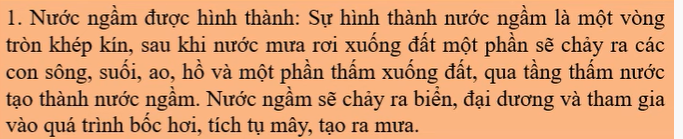 1. Nước ngầm được hình thành: Sự hình thành nước ngầm là một vòng
tròn khép kín, sau khi nước mưa rơi xuống đất một phần sẽ chảy ra các
con sông, suối, ao, hồ và một phần thấm xuống đất, qua tầng thấm nước
tạo thành nước ngầm. Nước ngầm sẽ chảy ra biển, đại dương và tham gia
vào quá trình bốc hơi, tích tụ mây, tạo ra mưa.